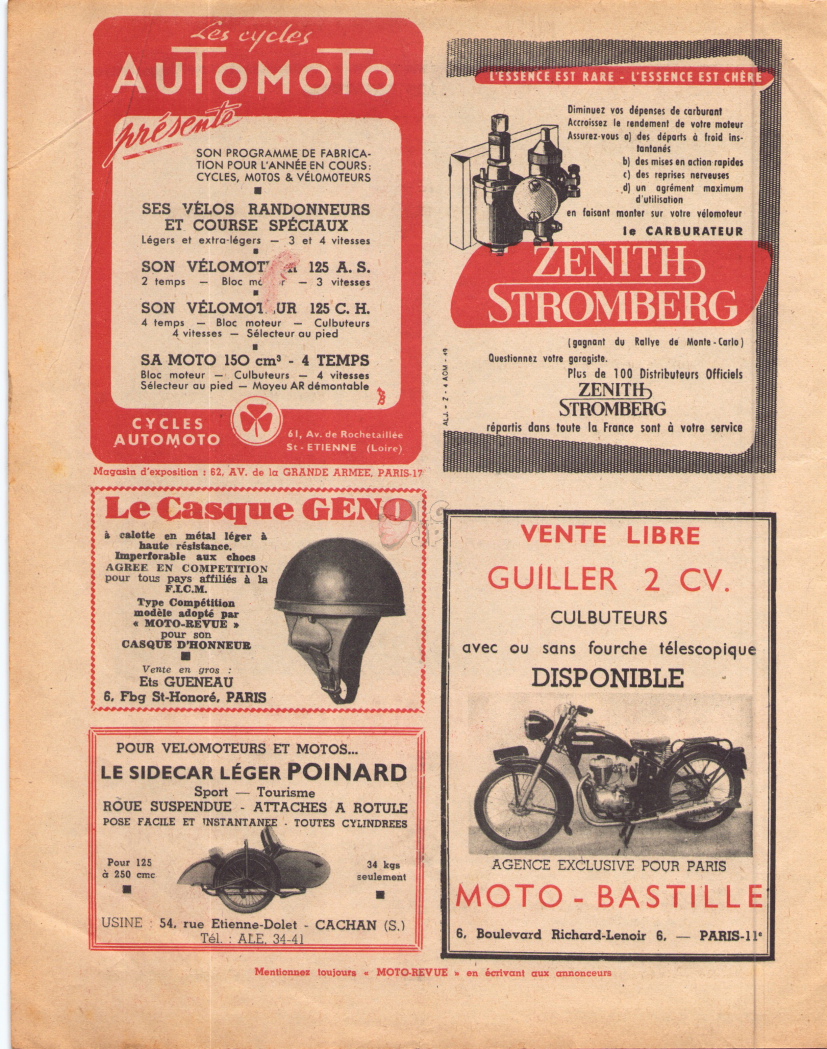 Les cycles
AUTOMOTO
présente
SON PROGRAMME DE FABRICA-
TION POUR L'ANNÉE EN COURS:
CYCLES, MOTOS & VÉLOMOTEURS
SES VÉLOS RANDONNEURS
ET COURSE SPÉCIAUX
Légers et extra-légers — 3 et 4 vitesses
SON 125 A. S.
2 temps — Bloc — 3 vitesses
SON 125 C. H.
4 temps — Bloc moteur — Culbuteurs
4 vitesses — Sélecteur au pied
SA MOTO 150 cm³ - 4 TEMPS
Bloc moteur — Culbuteurs — 4 vitesses
Sélecteur au pied — Moyeu AR démontable
CYCLES
AUTOMOTO
61, Av. de Rochetaillée
St-ETIENNE (Loire)
Magasin d'exposition : 62, AV. de la GRANDE ARMEE, PARIS-17
L'ESSENCE EST RARE - L'ESSENCE EST CHÈRE
Diminuez vos dépenses de carburant
Accroissez le rendement de votre moteur
Assurez-vous a) des départs à froid ins-
tantanés
b) des mises en action rapides
c) des reprises nerveuses
d) un agrément maximum
d'utilisation
en faisant monter sur votre vélomoteur
le CARBURATEUR
ZENITH
STROMBERG
(gagnant du Rallye de Monte-Carlo)
Questionnez votre garagiste.
Plus de 100 Distributeurs Officiels
ZENITH
STROMBERG
répartis dans toute la France sont à votre service
Le Casque GENO
à calotte en métal léger à
haute résistance.
Imperforable aux chocs
AGREE EN COMPETITION
pour tous pays affiliés à la
F.I.C.M.
Type Compétition
modèle adopté par
« MOTO-REVUE »
pour son
CASQUE D'HONNEUR
Vente en gros :
Ets GUENEAU
6, Fbg St-Honoré, PARIS
POUR VELOMOTEURS ET MOTOS...
LE SIDECAR LÉGER POINARD
Sport — Tourisme
ROUE SUSPENDUE - ATTACHES A ROTULE
POSE FACILE ET INSTANTANEE - TOUTES CYLINDREES
Pour 125
à 250 cmc
34 kgs
seulement
USINE : 54, rue Etienne-Dolet - CACHAN (S.)
Tél. : ALE. 34-41
VENTE LIBRE
GUILLER 2 CV.
CULBUTEURS
avec ou sans fourche télescopique
DISPONIBLE
AGENCE EXCLUSIVE POUR PARIS
MOTO - BASTILLE
6, Boulevard Richard-Lenoir 6, — PARIS-11e
Mentionnez toujours « MOTO-REVUE » en écrivant aux annonceurs